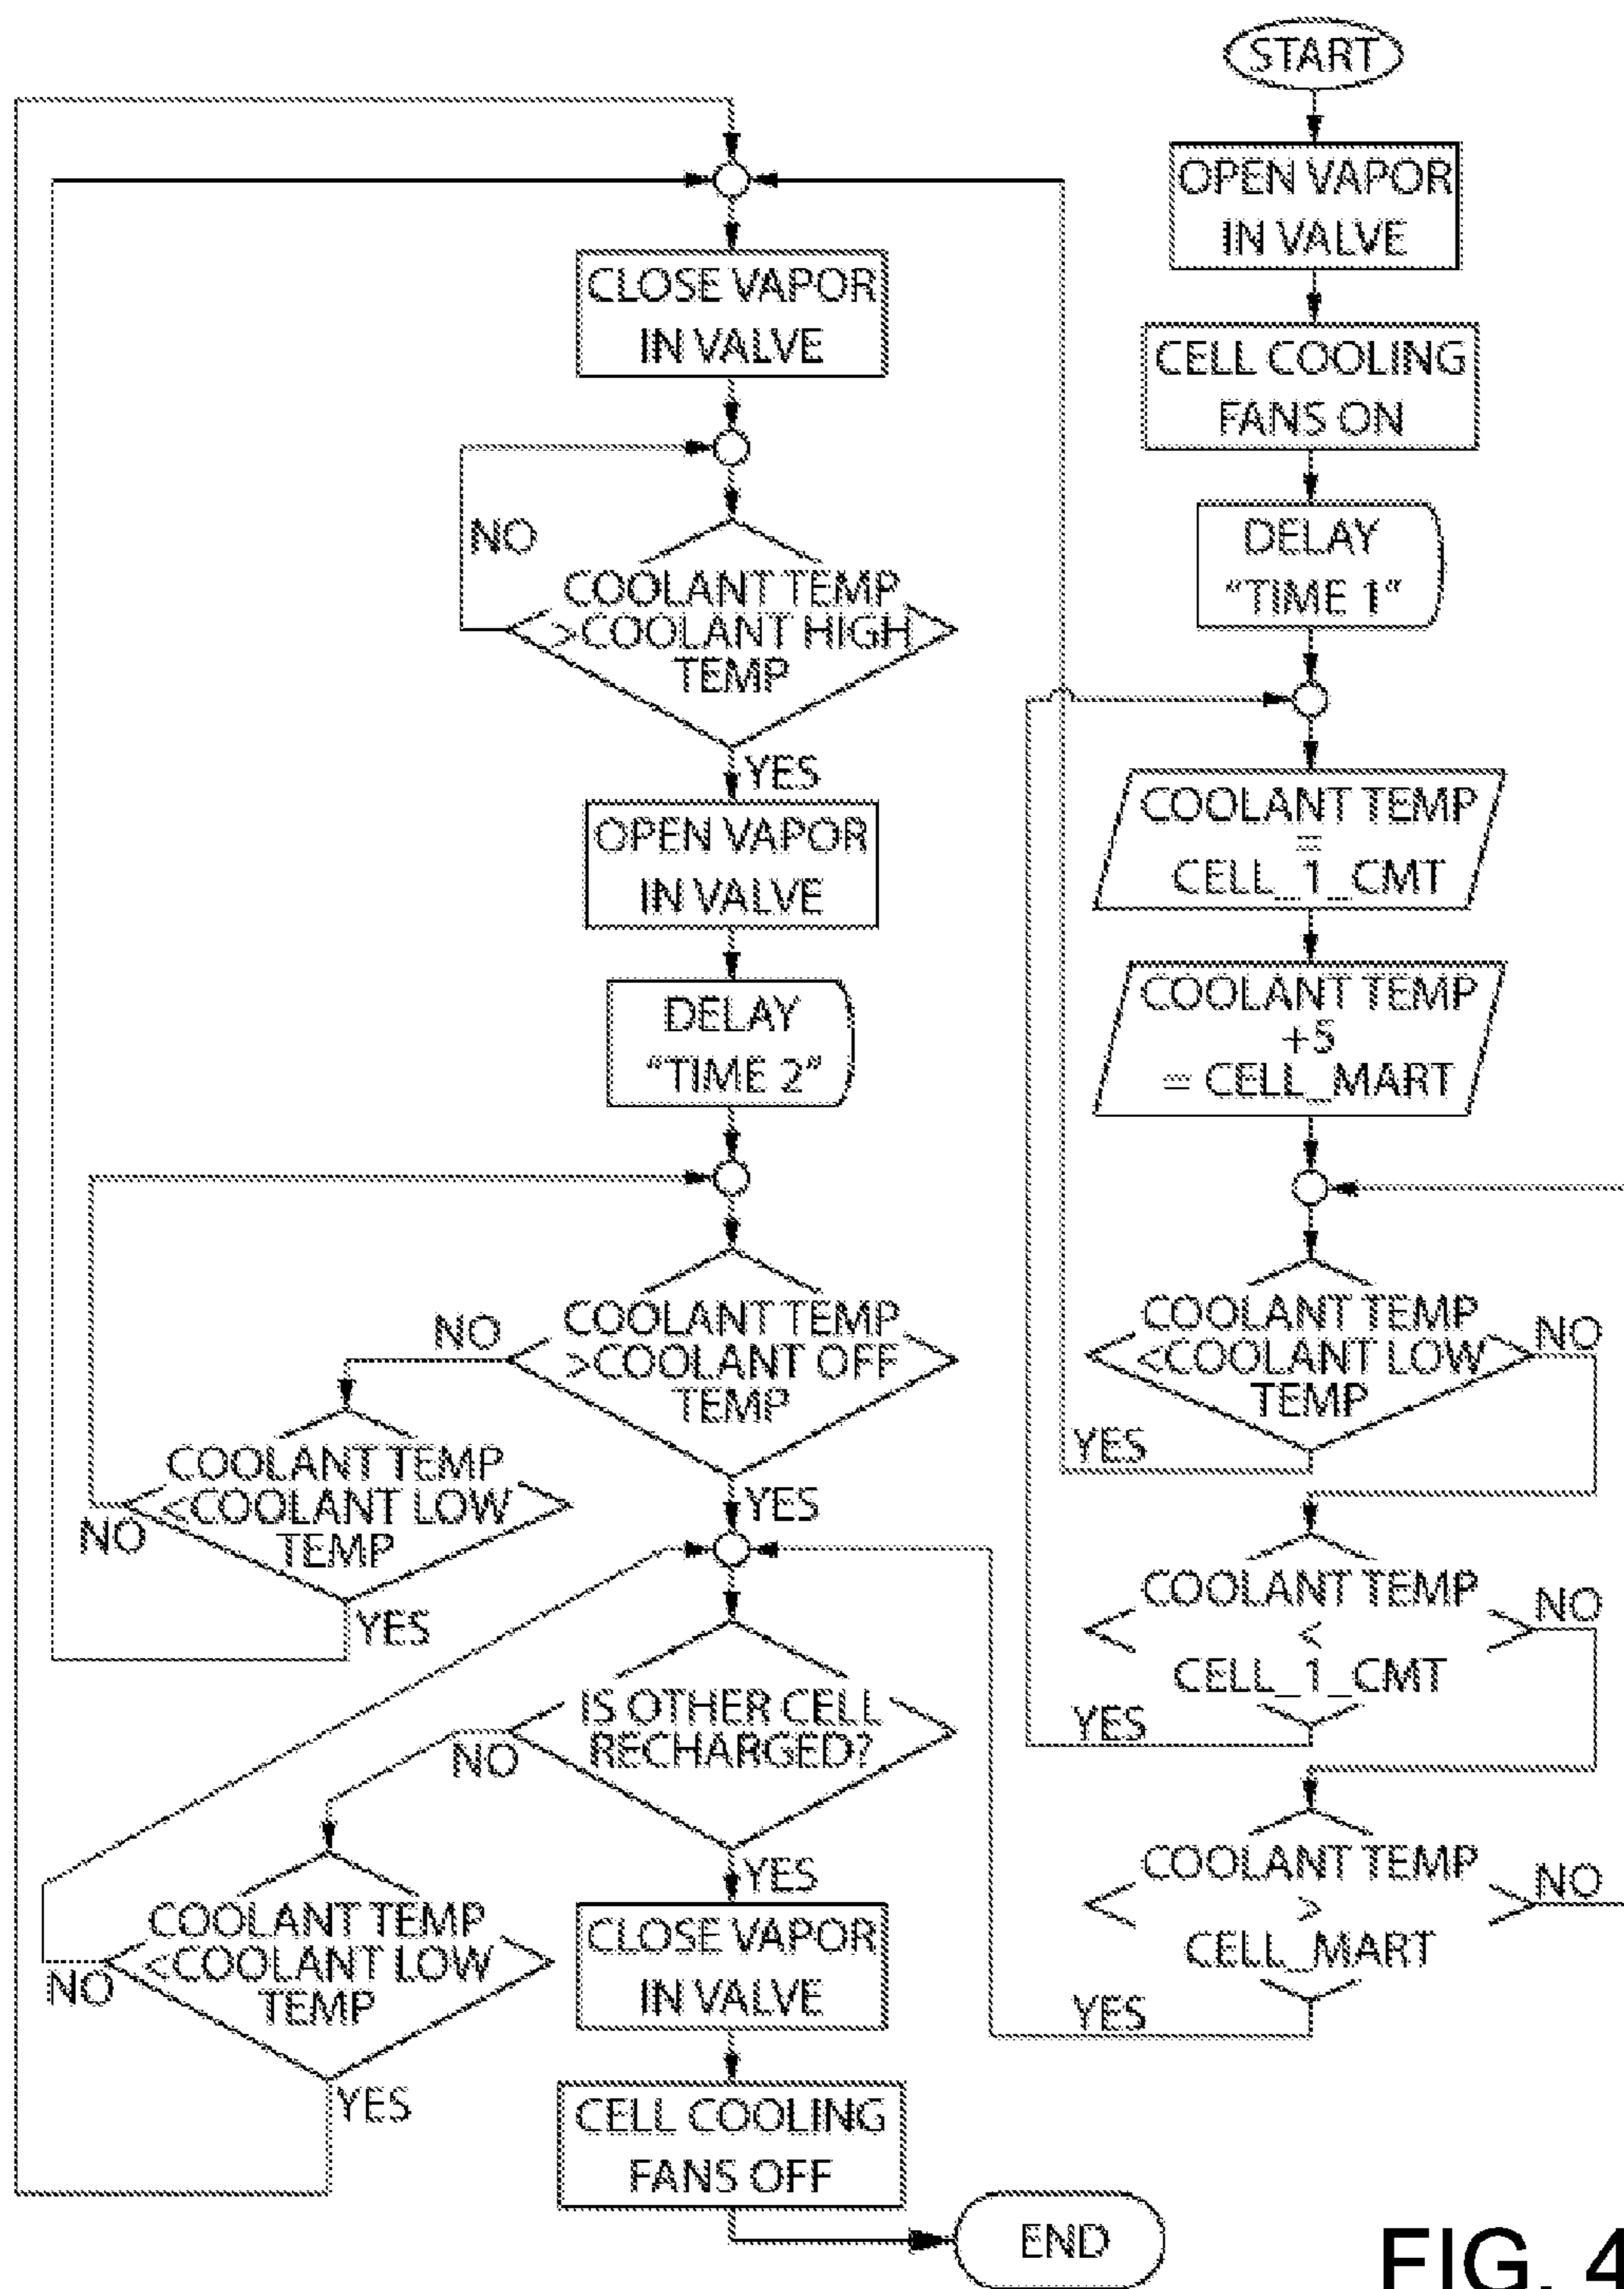 START
OPEN VAPOR
IN VALVE
CELL COOLING
FANS ON
DELAY
“TIME 1”
COOLANT TEMP
=
CELL_1_CMT
COOLANT TEMP
+5
= CELL_MART
COOLANT TEMP
<COOLANT LOW
TEMP
NO
YES
COOLANT TEMP
<
CELL_1_CMT
NO
YES
COOLANT TEMP
>
CELL_MART
NO
YES
CLOSE VAPOR
IN VALVE
NO
COOLANT TEMP
>COOLANT HIGH
TEMP
YES
OPEN VAPOR
IN VALVE
DELAY
“TIME 2”
COOLANT TEMP
>COOLANT OFF
TEMP
NO
YES
COOLANT TEMP
<COOLANT LOW
TEMP
NO
YES
IS OTHER CELL
RECHARGED?
NO
YES
COOLANT TEMP
<COOLANT LOW
TEMP
NO
YES
CLOSE VAPOR
IN VALVE
CELL COOLING
FANS OFF
END
FIG. 4